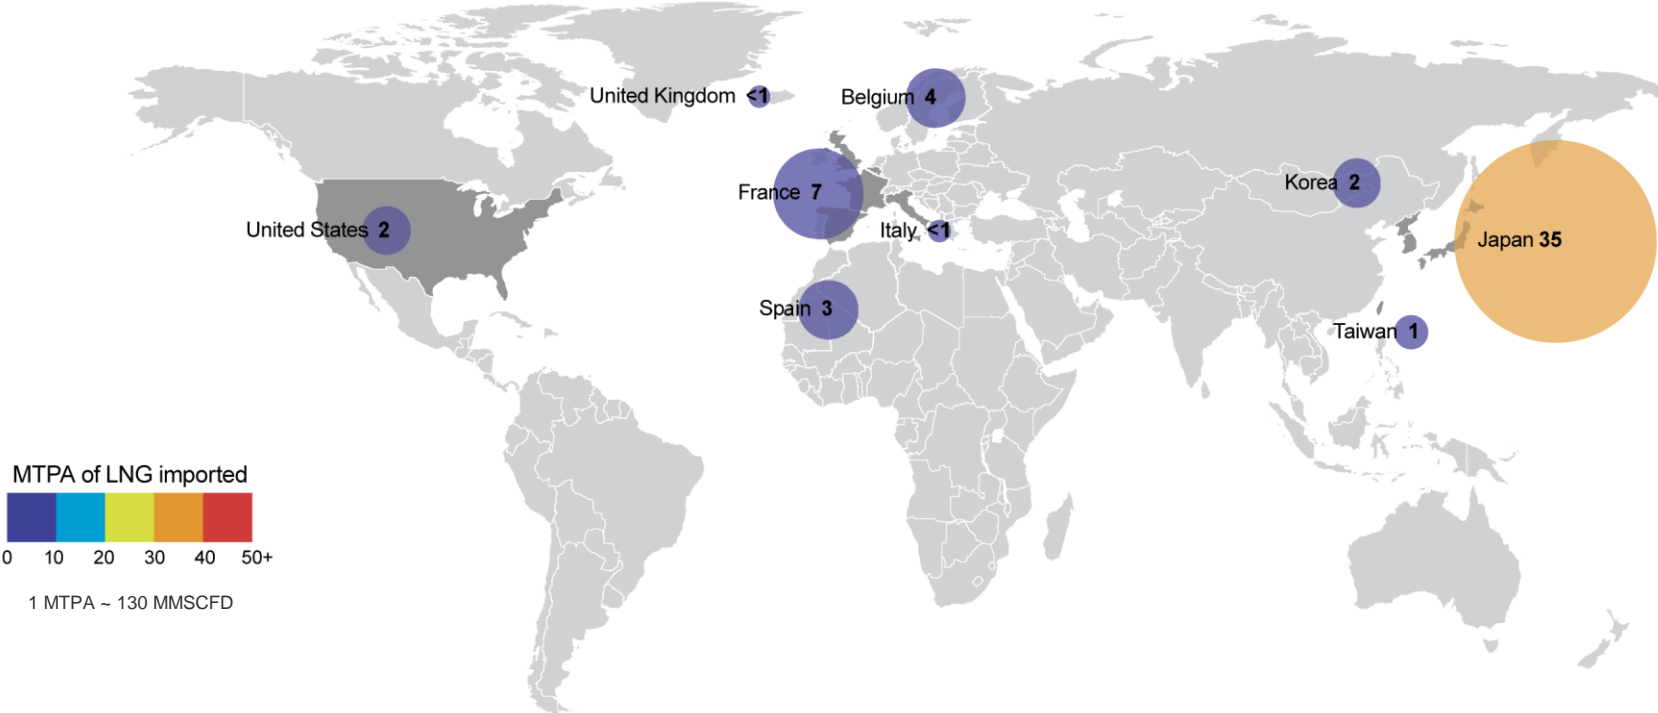 United Kingdom <1
Belgium 4
France 7
Korea 2
United States 2
Italy <1
Japan 35
Spain 3
Taiwan 1
MTPA of LNG imported
0 10 20 30 40 50+
1 MTPA ~ 130 MMSCFD